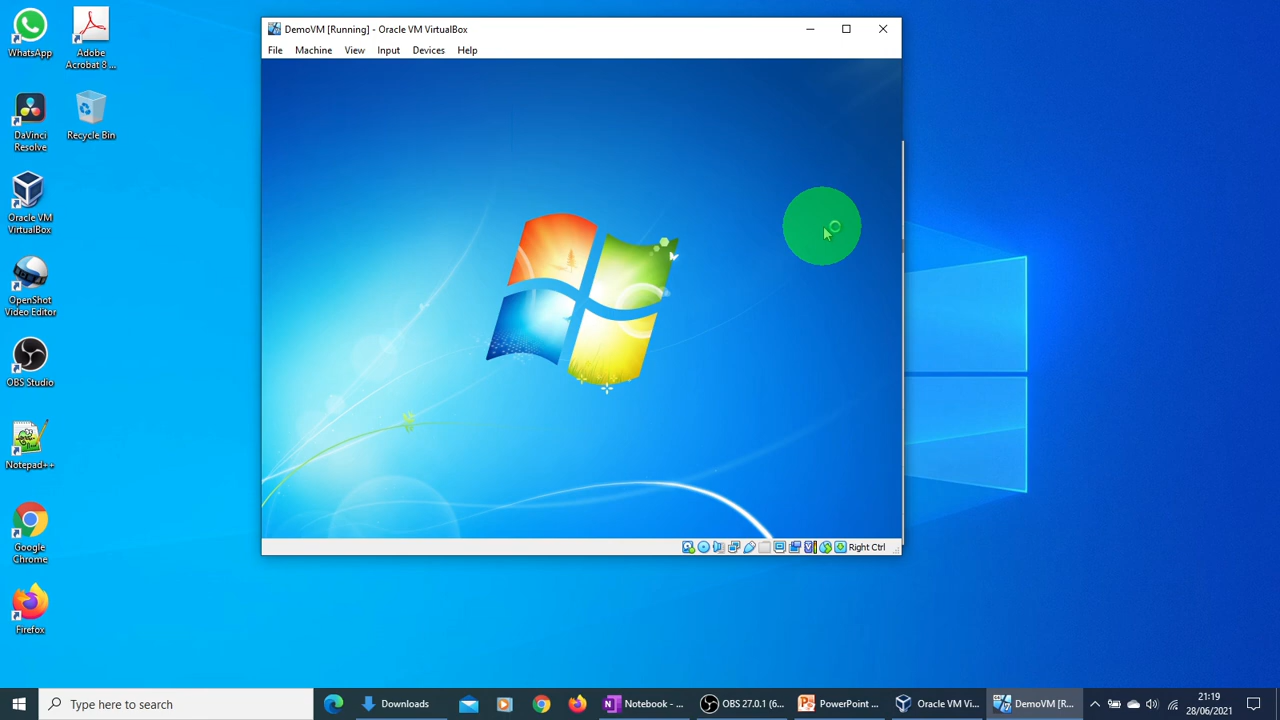 DemoVM [Running] - Oracle VM VirtualBox
File Machine View Input Devices Help
WhatsApp
Adobe
Acrobat 8 ...
DaVinci
Resolve
Recycle Bin
Oracle VM
VirtualBox
OpenShot
Video Editor
OBS Studio
Notepad++
Google
Chrome
Firefox
Right Ctrl
Type here to search
Downloads
Notebook - ...
OBS 27.0.1 (6...
PowerPoint ...
Oracle VM Vi...
DemoVM [R...
21:19
28/06/2021